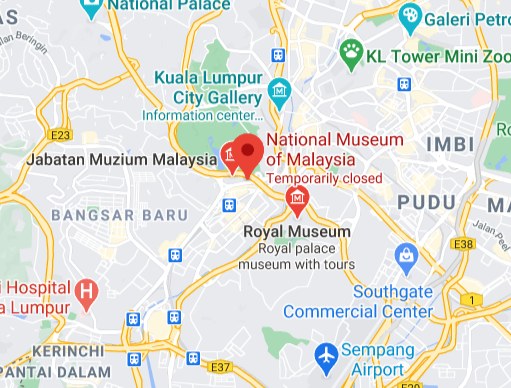 AS
National Palace
Jalan
n Beringin
Galeri Petro
KL Tower Mini Zoo
Kuala Lumpur
City Gallery
Information center...
E23
National Museum
of Malaysia
Temporarily closed
Jabatan Muzium Malaysia
IMBI
BANGSAR BARU
PUDU
MA
Royal Museum
Royal palace
museum with tours
E38
i Hospital
a Lumpur
Southgate
Commercial Center
1
KERINCHI
PANTAI DALAM
E37
Sempang
Airport